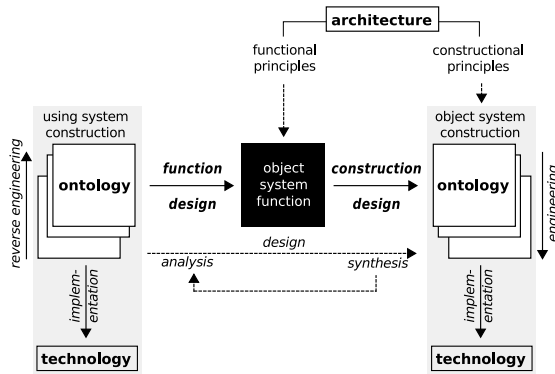 architecture
functional
principles
constructional
principles
using system
construction
object system
construction
reverse engineering
ontology
function
design
object
system
function
construction
design
ontology
engineering
design
analysis
synthesis
implem-
entation
implem-
entation
technology
technology